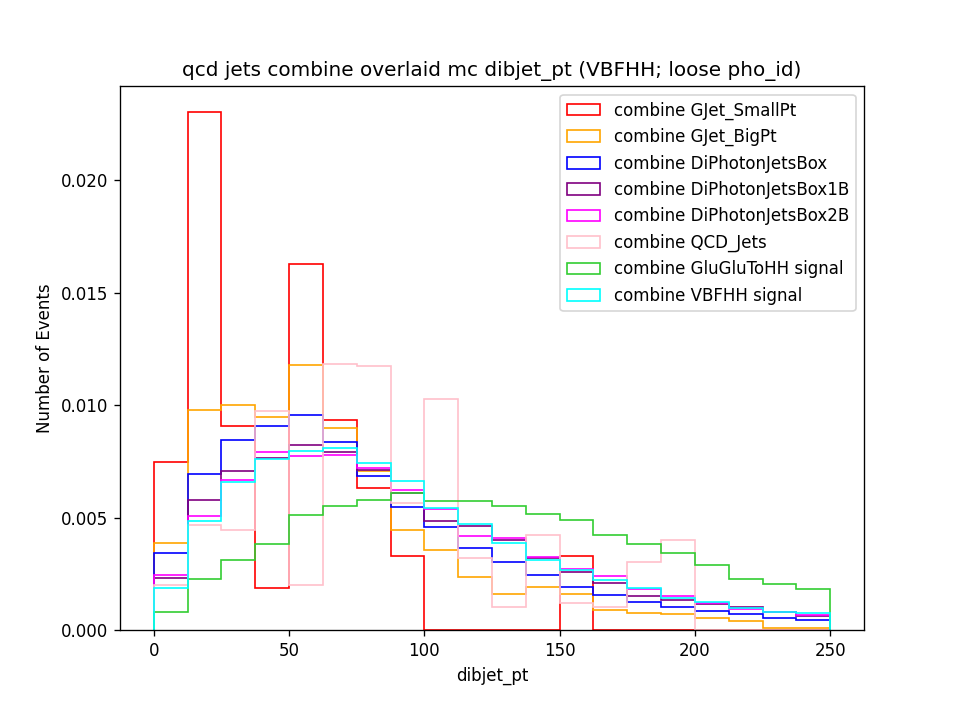 qcd jets combine overlaid mc dibjet_pt (VBFHH; loose pho_id)
combine GJet_SmallPt
combine GJet_BigPt
combine DiPhotonJetsBox
combine DiPhotonJetsBox1B
combine DiPhotonJetsBox2B
combine QCD_Jets
combine GluGluToHH signal
combine VBFHH signal
Number of Events
0.020
0.015
0.010
0.005
0.000
0 50 100 150 200 250
dibjet_pt